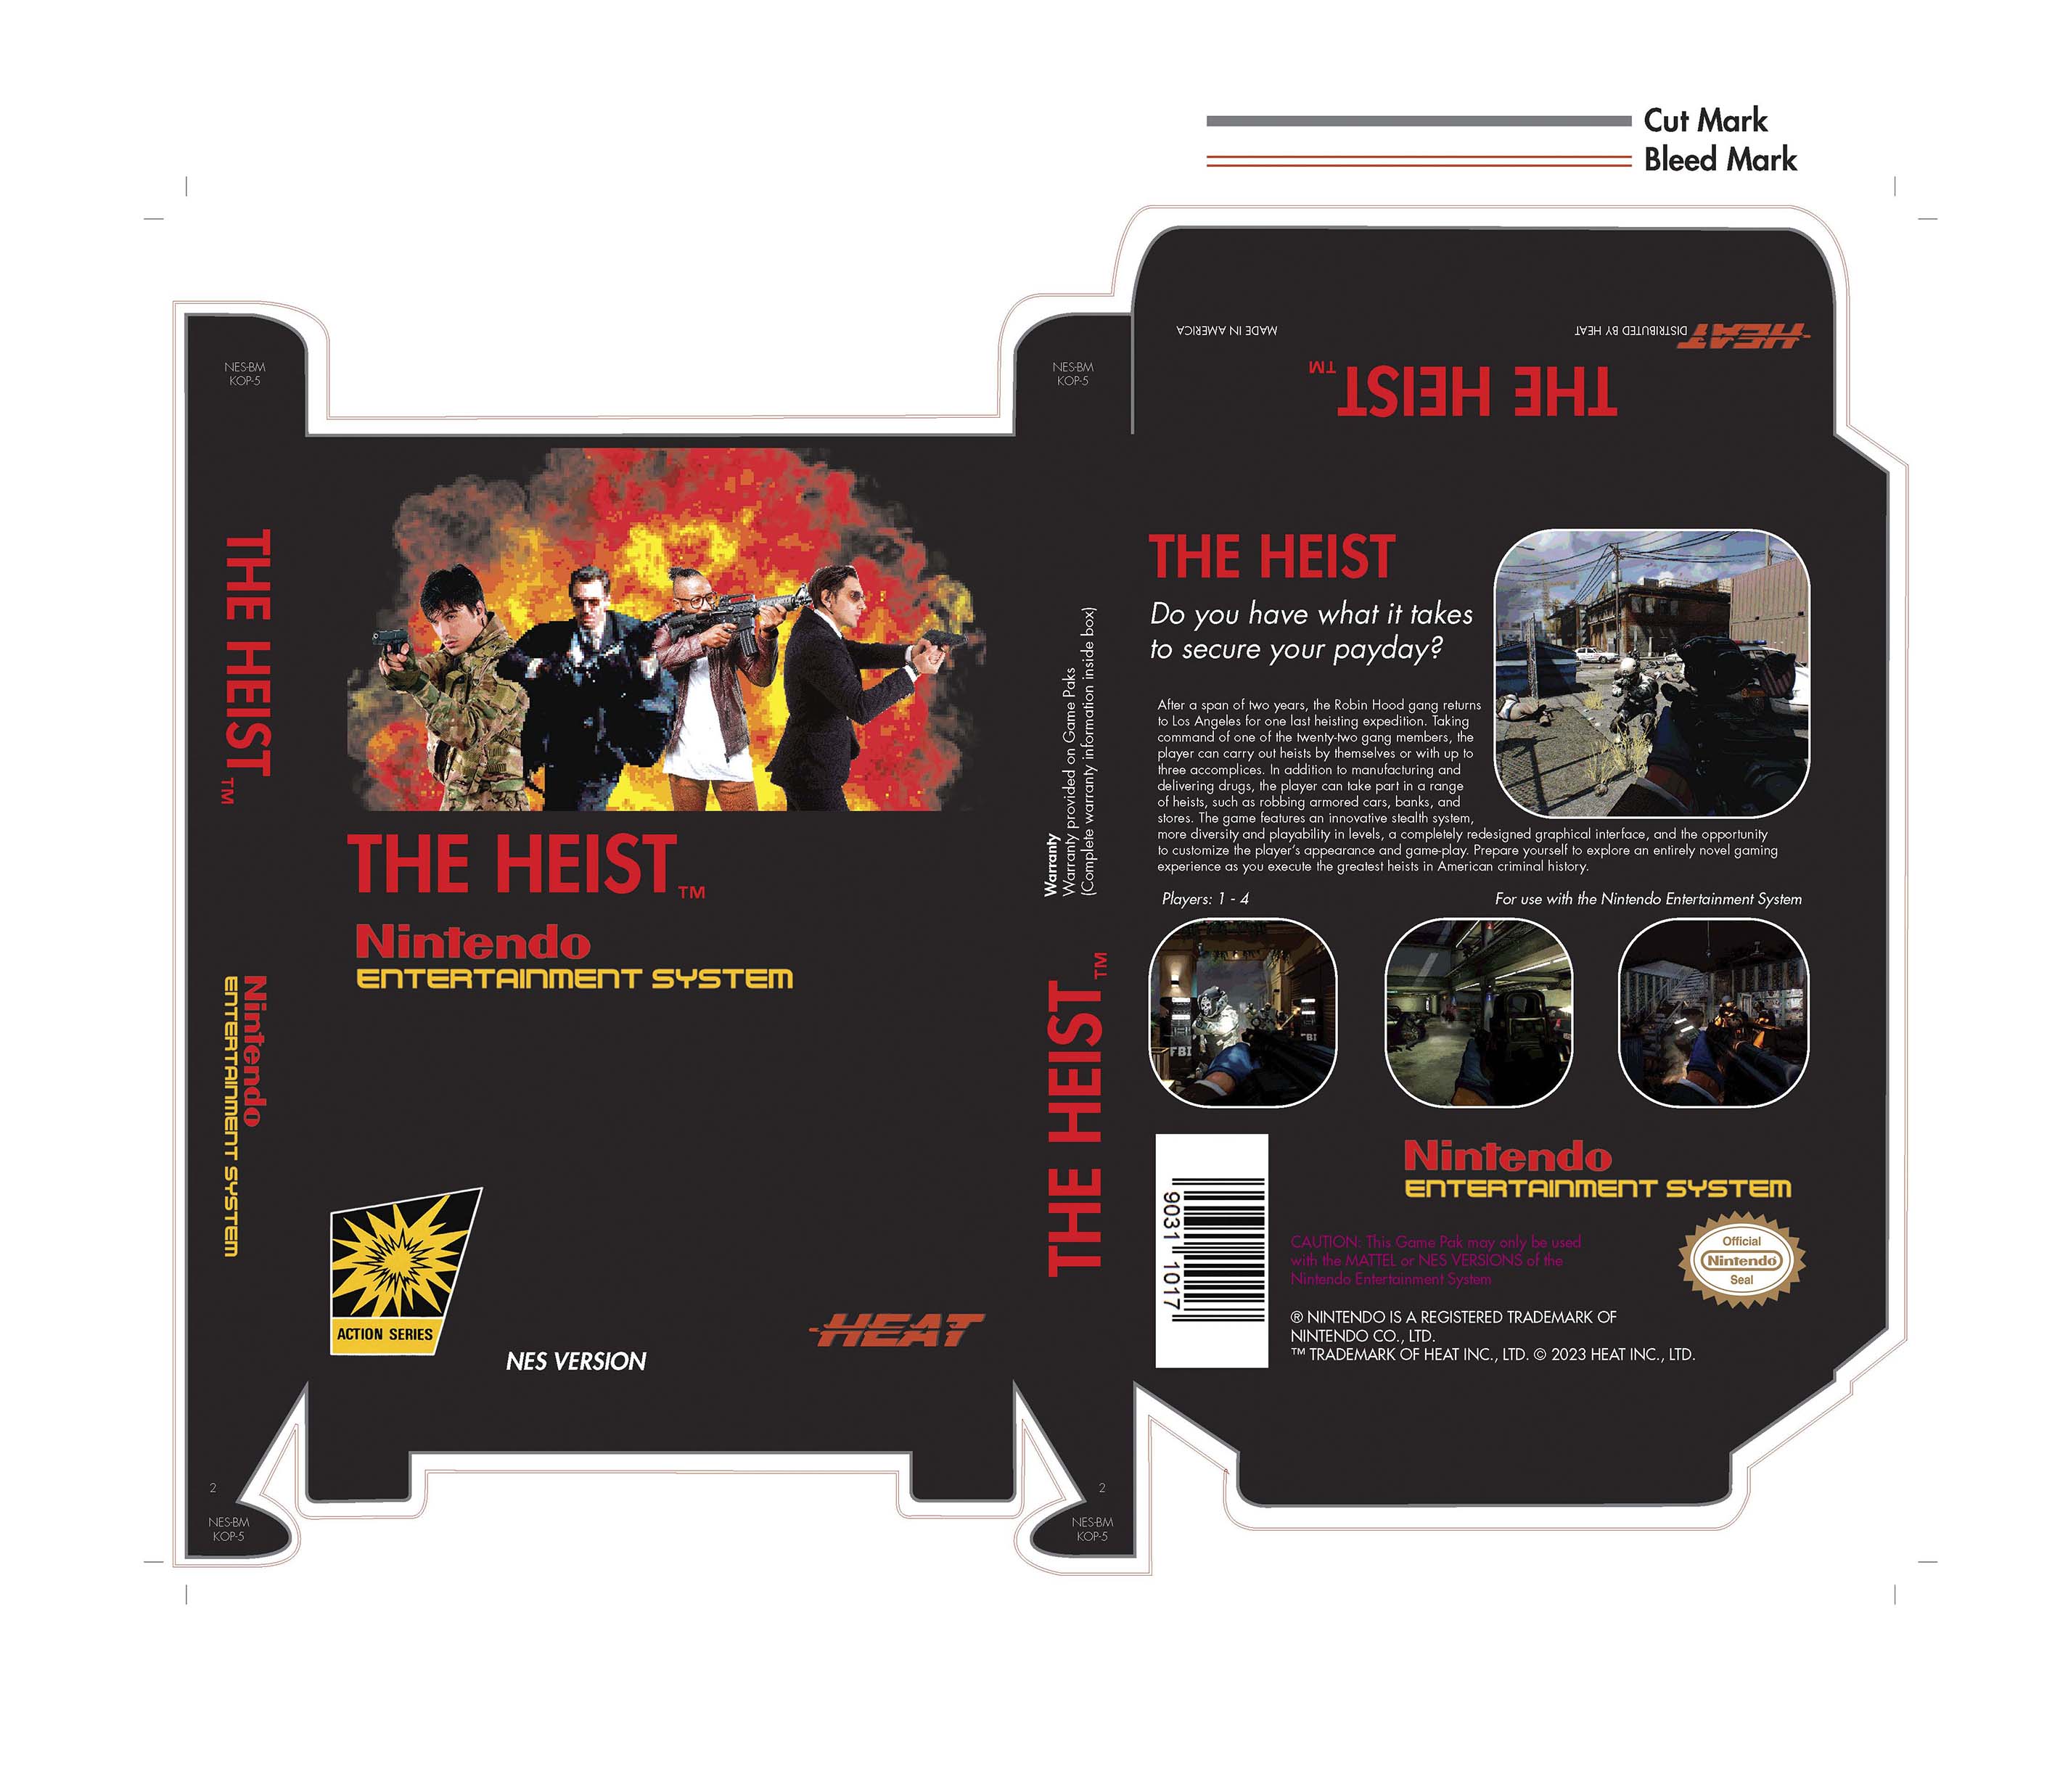 Cut Mark
Bleed Mark
NES-BM
KOP-5
THE HEIST™
Nintendo
ENTERTAINMENT SYSTEM
2
NES-BM
KOP-5
THE HEIST™
Nintendo
ENTERTAINMENT SYSTEM
ACTION SERIES
NES VERSION
HEAT
NES-BM
KOP-5
Warranty
Warranty provided on Game Paks
(Complete warranty information inside box)
THE HEIST™
2
NES-BM
KOP-5
MADE IN AMERICA
DISTRIBUTED BY HEAT
HEAT
THE HEIST™
THE HEIST
Do you have what it takes
to secure your payday?
After a span of two years, the Robin Hood gang returns
to Los Angeles for one last heisting expedition. Taking
command of one of the twenty-two gang members, the
player can carry out heists by themselves or with up to
three accomplices. In addition to manufacturing and
delivering drugs, the player can take part in a range
of heists, such as robbing armored cars, banks, and
stores. The game features an innovative stealth system,
more diversity and playability in levels, a completely redesigned graphical interface, and the opportunity
to customize the player's appearance and game-play. Prepare yourself to explore an entirely novel gaming
experience as you execute the greatest heists in American criminal history.
Players: 1 - 4
For use with the Nintendo Entertainment System
FBI
FBI
Nintendo
ENTERTAINMENT SYSTEM
9031 1017
CAUTION: This Game Pak may only be used
with the MATTEL or NES VERSIONS of the
Nintendo Entertainment System
Official
Nintendo
Seal
® NINTENDO IS A REGISTERED TRADEMARK OF
NINTENDO CO., LTD.
™ TRADEMARK OF HEAT INC., LTD. © 2023 HEAT INC., LTD.